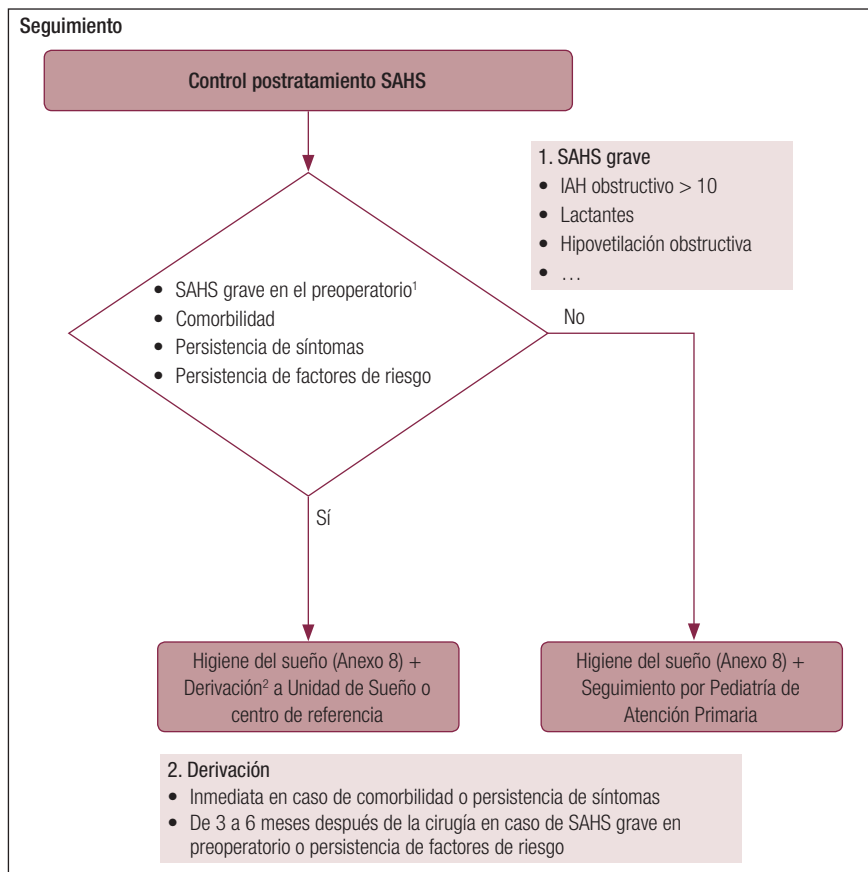 Seguimiento
Control postratamiento SAHS
1. SAHS grave
• IAH obstructivo > 10
• Lactantes
• Hipovetilación obstructiva
• ...
• SAHS grave en el preoperatorio¹
• Comorbilidad
• Persistencia de síntomas
• Persistencia de factores de riesgo
No
Sí
Higiene del sueño (Anexo 8) +
Derivación² a Unidad de Sueño o
centro de referencia
Higiene del sueño (Anexo 8) +
Seguimiento por Pediatría de
Atención Primaria
2. Derivación
• Inmediata en caso de comorbilidad o persistencia de síntomas
• De 3 a 6 meses después de la cirugía en caso de SAHS grave en
preoperatorio o persistencia de factores de riesgo